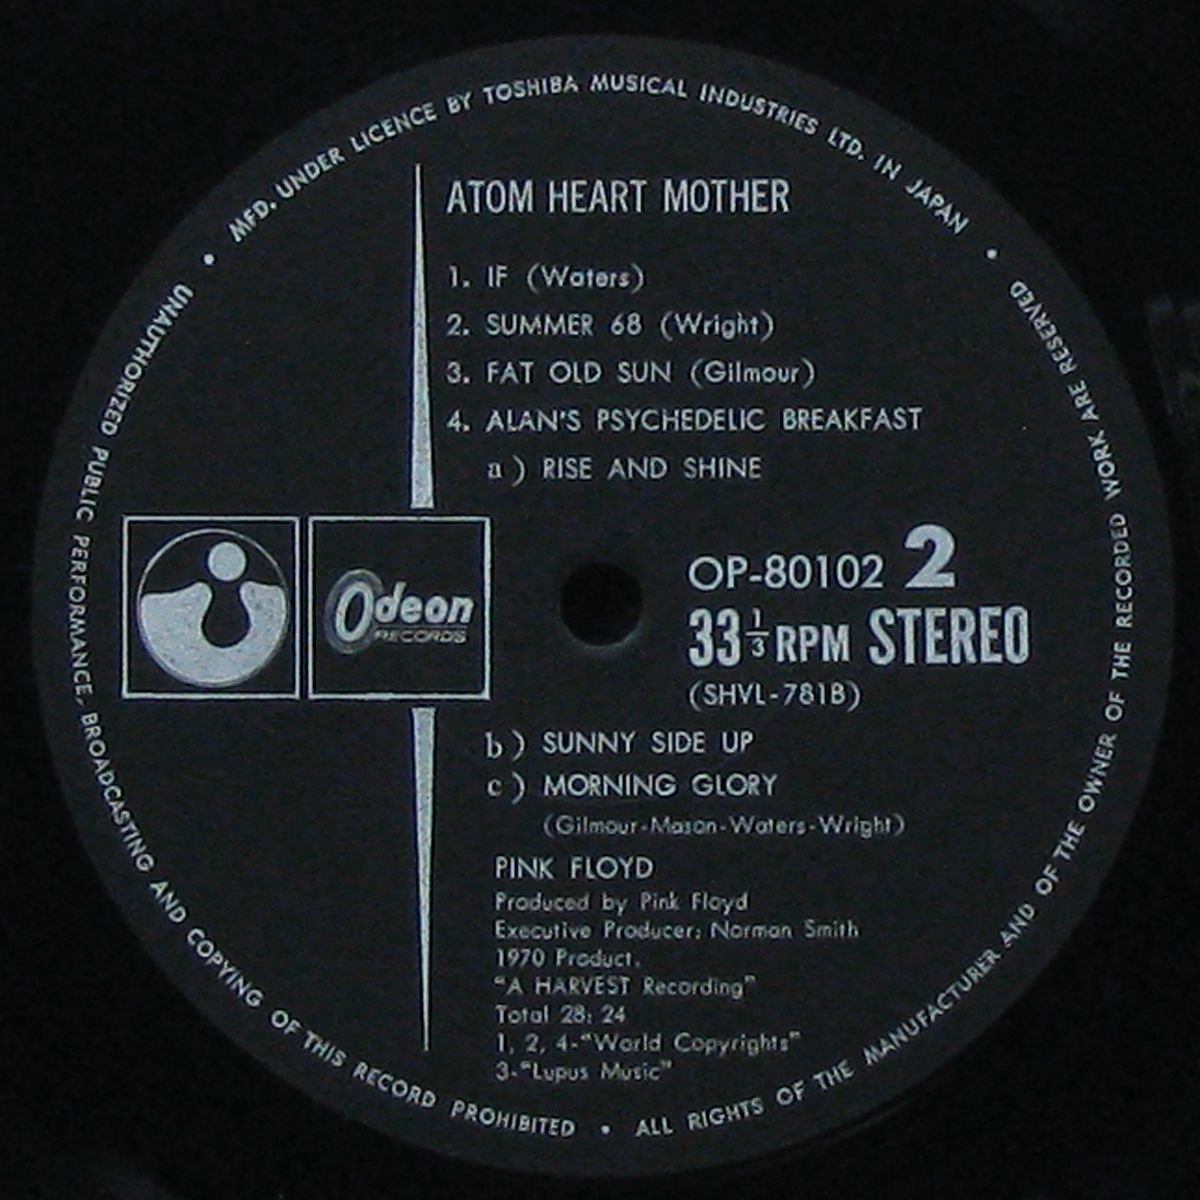 MFD. UNDER LICENCE BY TOSHIBA MUSICAL INDUSTRIES LTD. IN JAPAN
ATOM HEART MOTHER
1. IF (Waters)
2. SUMMER 68 (Wright)
3. FAT OLD SUN (Gilmour)
4. ALAN'S PSYCHEDELIC BREAKFAST
a) RISE AND SHINE
Odeon
RECORDS
OP-80102 2
33 1/3 RPM STEREO
(SHVL-781B)
b) SUNNY SIDE UP
c) MORNING GLORY
(Gilmour-Mason-Waters-Wright)
PINK FLOYD
Produced by Pink Floyd
Executive Producer: Norman Smith
1970 Product.
"A HARVEST Recording"
Total 28: 24
1, 2, 4-"World Copyrights"
3-"Lupus Music"
• ALL RIGHTS OF THE MANUFACTURER AND OF THE OWNER OF THE RECORDED WORK ARE RESERVED •
UNAUTHORIZED PUBLIC PERFORMANCE, BROADCASTING AND COPYING OF THIS RECORD PROHIBITED •